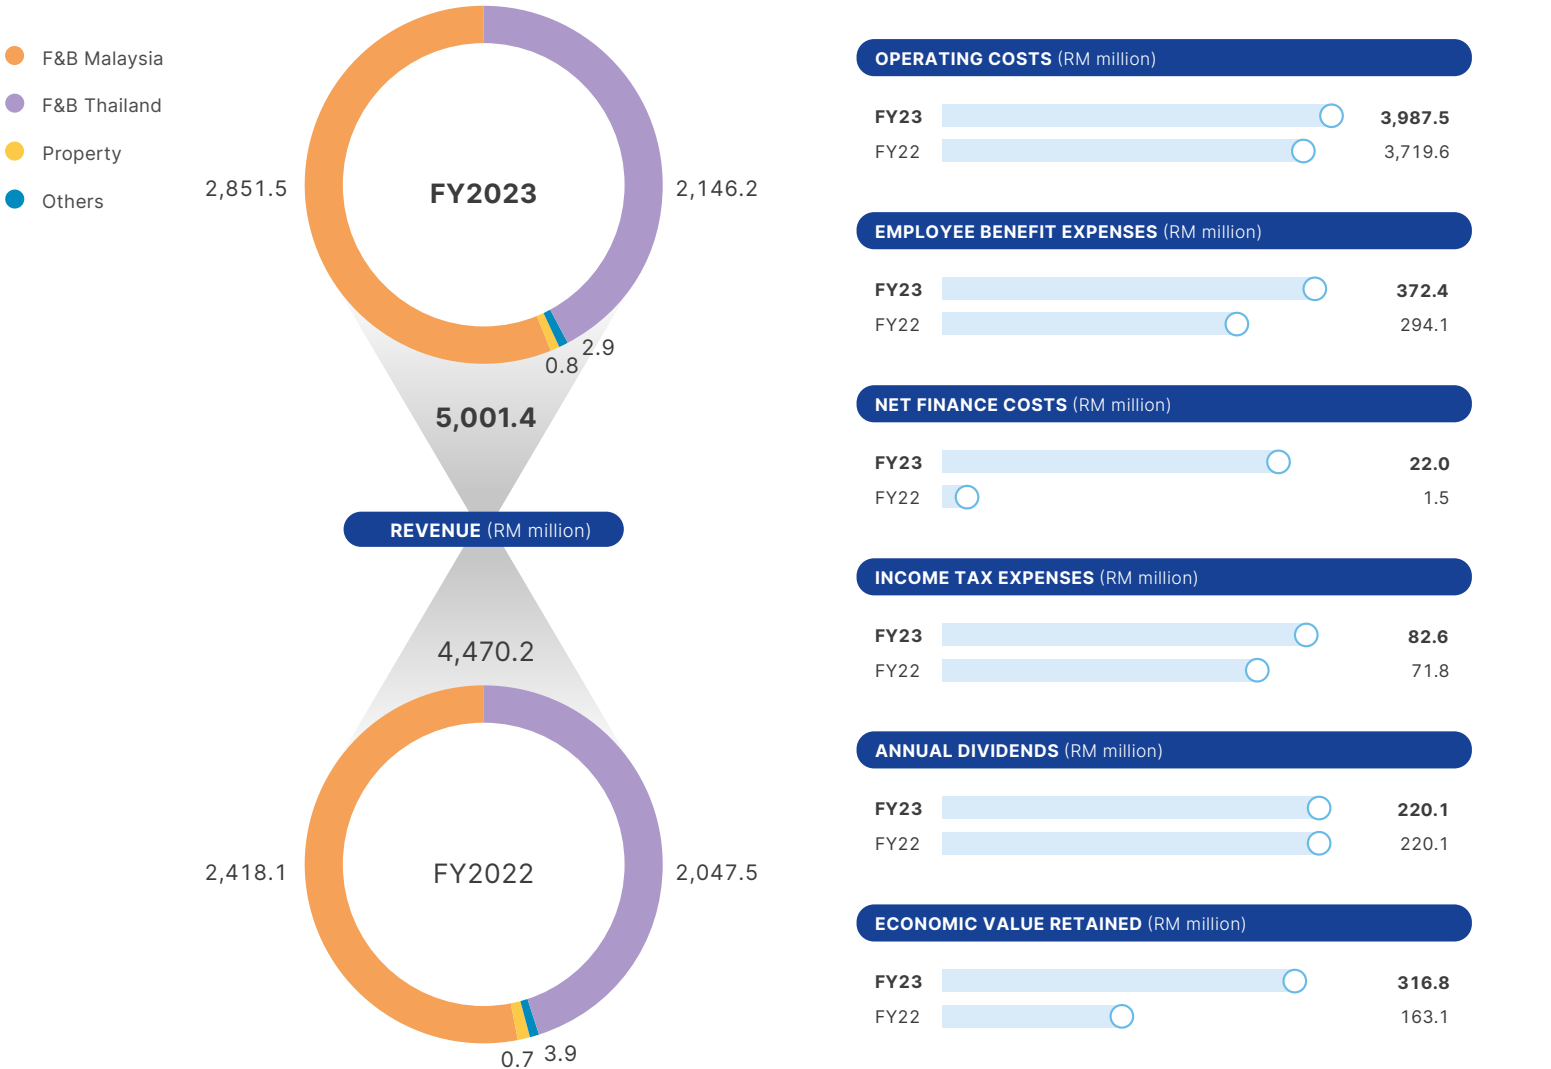 F&B Malaysia
F&B Thailand
Property
Others
2,851.5
FY2023
2,146.2
2.9
0.8
5,001.4
REVENUE (RM million)
4,470.2
2,418.1
FY2022
2,047.5
0.7
3.9
OPERATING COSTS (RM million)
FY23 3,987.5
FY22 3,719.6
EMPLOYEE BENEFIT EXPENSES (RM million)
FY23 372.4
FY22 294.1
NET FINANCE COSTS (RM million)
FY23 22.0
FY22 1.5
INCOME TAX EXPENSES (RM million)
FY23 82.6
FY22 71.8
ANNUAL DIVIDENDS (RM million)
FY23 220.1
FY22 220.1
ECONOMIC VALUE RETAINED (RM million)
FY23 316.8
FY22 163.1